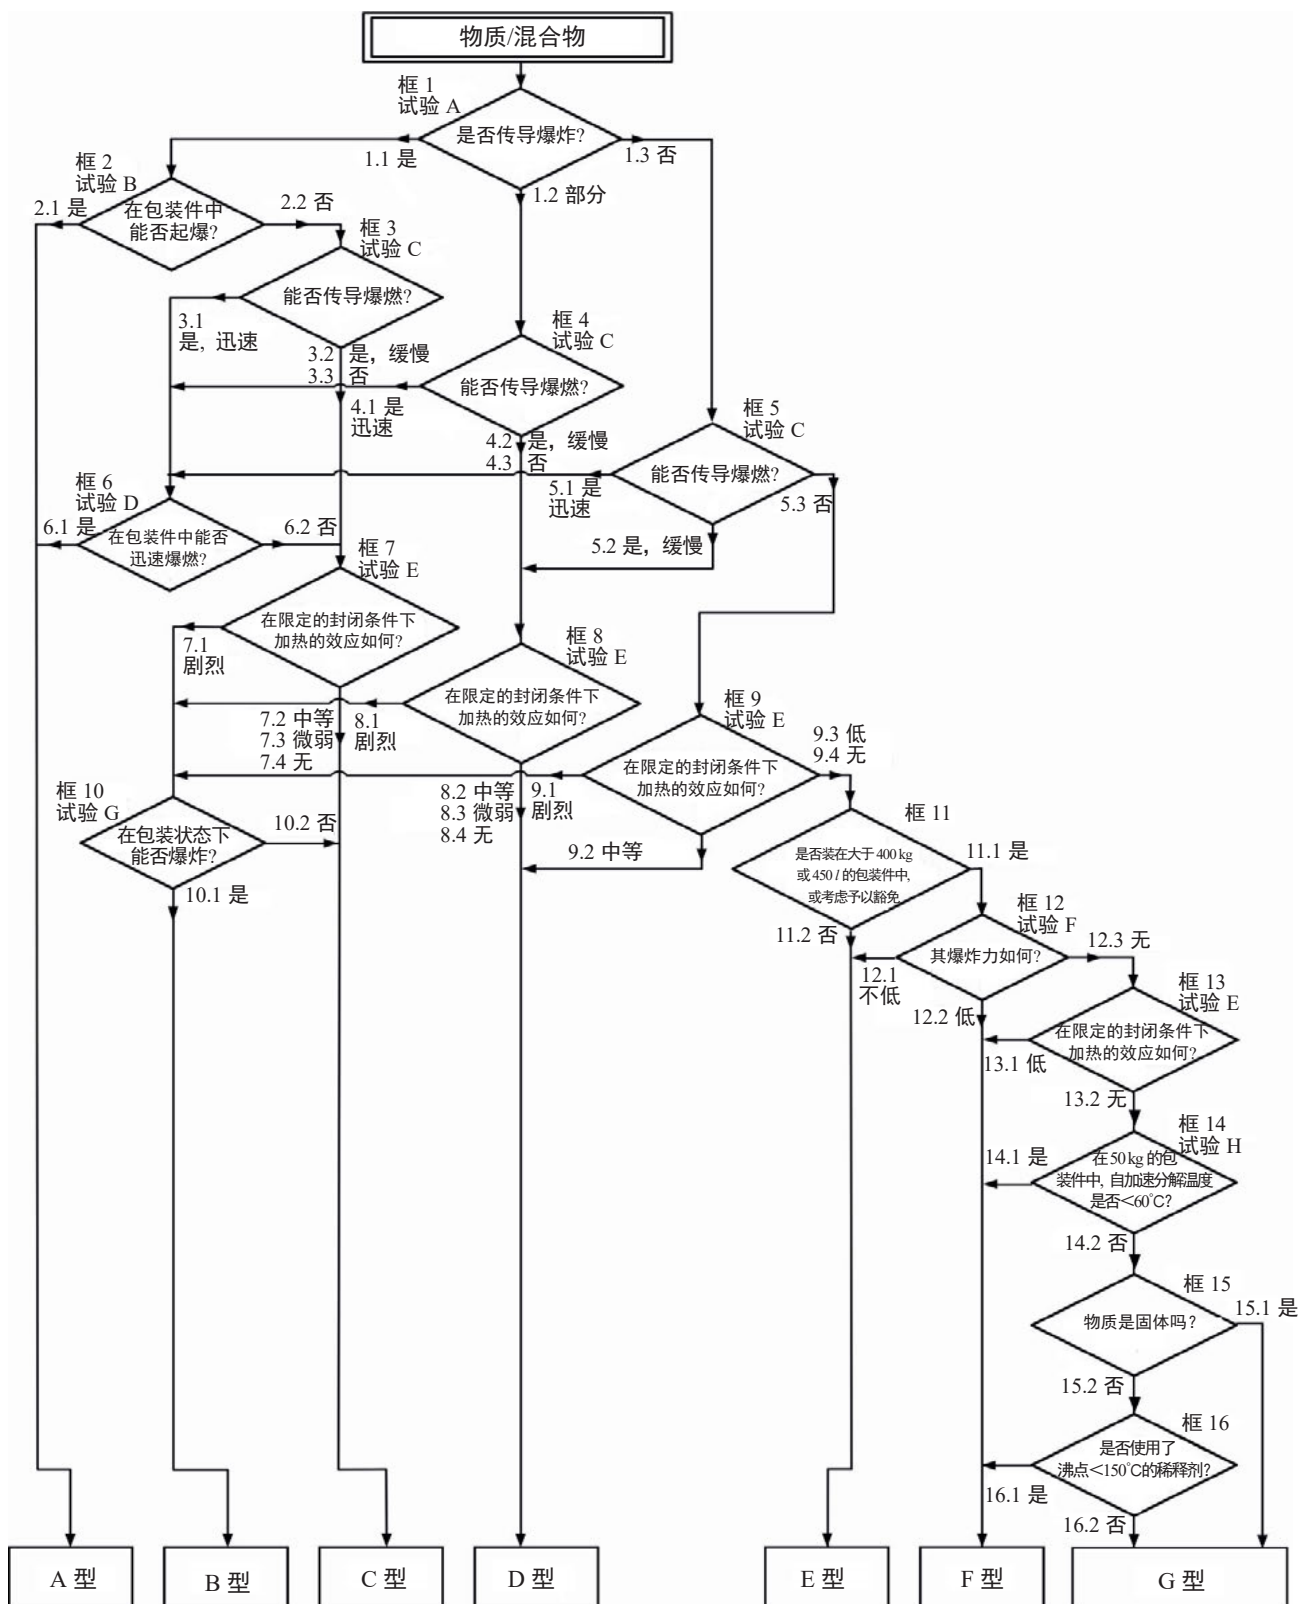 物质/混合物
框 1
试验 A
是否传导爆炸?
1.1 是
1.2 部分
1.3 否
框 2
试验 B
在包装件中
能否起爆?
2.1 是
2.2 否
框 3
试验 C
能否传导爆燃?
3.1
是, 迅速
3.2 是，缓慢
3.3 否
框 4
试验 C
能否传导爆燃?
4.1 是
迅速
4.2 是，缓慢
4.3 否
框 5
试验 C
能否传导爆燃?
5.1 是
迅速
5.2 是，缓慢
5.3 否
框 6
试验 D
在包装件中能否
迅速爆燃?
6.1 是
6.2 否
框 7
试验 E
在限定的封闭条件下
加热的效应如何?
7.1
剧烈
7.2 中等
7.3 微弱
7.4 无
框 8
试验 E
在限定的封闭条件下
加热的效应如何?
8.1
剧烈
8.2 中等
8.3 微弱
8.4 无
框 9
试验 E
在限定的封闭条件下
加热的效应如何?
9.1
剧烈
9.2 中等
9.3 低
9.4 无
框 10
试验 G
在包装状态下
能否爆炸?
10.1 是
10.2 否
框 11
是否装在大于 400 kg
或 450 l 的包装件中,
或考虑予以豁免
11.1 是
11.2 否
框 12
试验 F
其爆炸力如何?
12.1
不低
12.2 低
12.3 无
框 13
试验 E
在限定的封闭条件下
加热的效应如何?
13.1 低
13.2 无
框 14
试验 H
在 50 kg 的包
装件中, 自加速分解温度
是否＜60℃?
14.1 是
14.2 否
框 15
物质是固体吗?
15.1 是
15.2 否
框 16
是否使用了
沸点＜150℃的稀释剂?
16.1 是
16.2 否
A 型
B 型
C 型
D 型
E 型
F 型
G 型